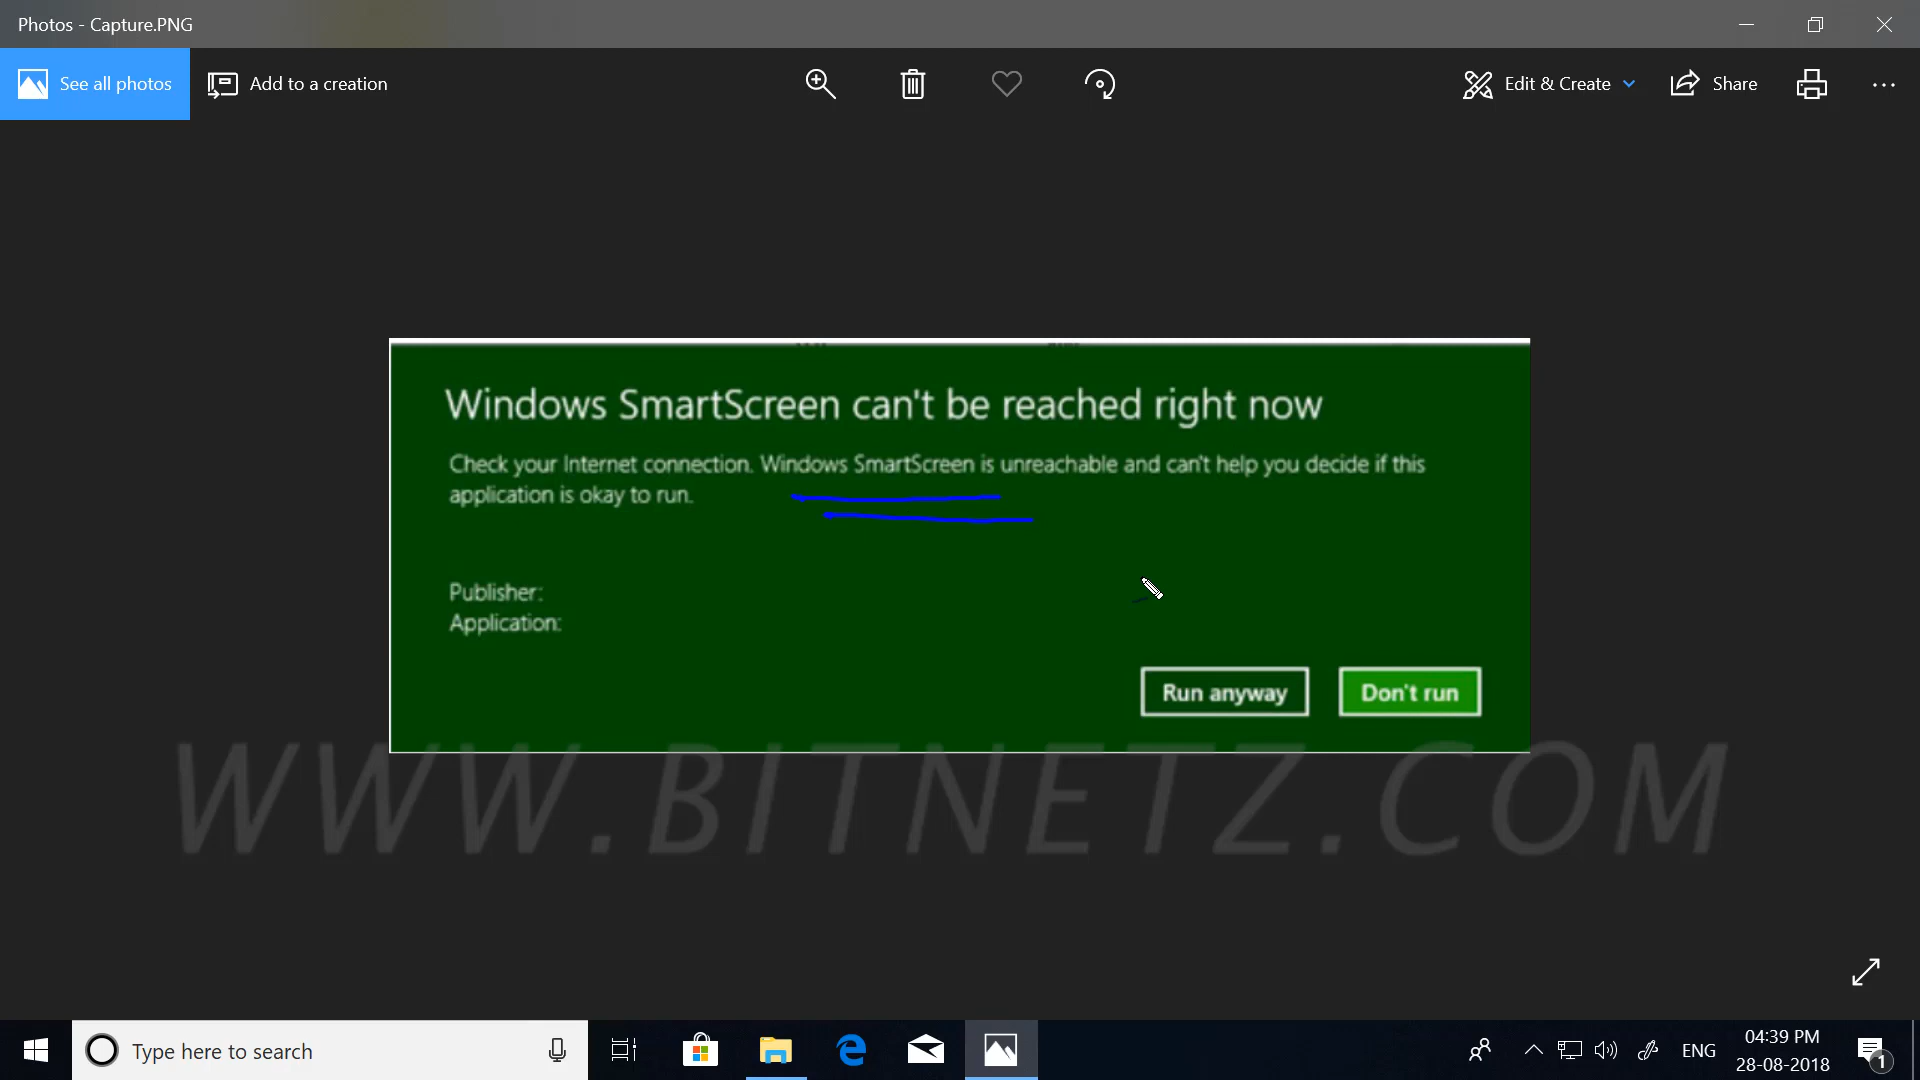 Photos - Capture.PNG
See all photos
Add to a creation
Edit & Create
Share
Windows SmartScreen can't be reached right now
Check your Internet connection. Windows SmartScreen is unreachable and can't help you decide if this
application is okay to run.
Publisher:
Application:
Run anyway
Don't run
WWW.BITNETZ.COM
Type here to search
ENG
04:39 PM
28-08-2018
1